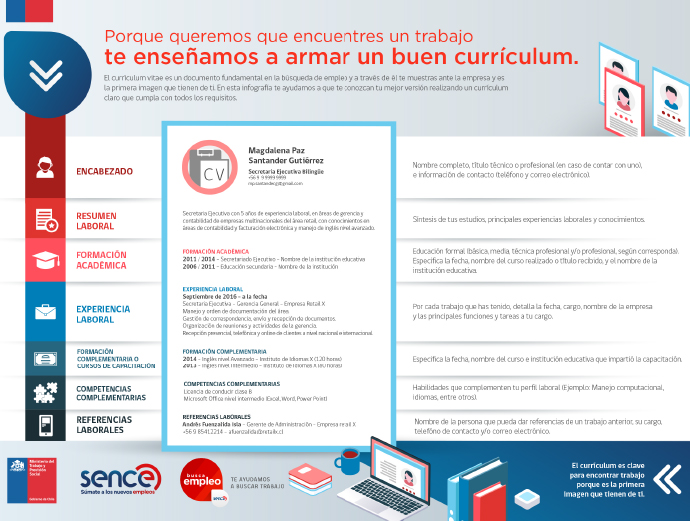 Porque queremos que encuentres un trabajo
te enseñamos a armar un buen currículum.
El curriculum vitae es un documento fundamental en la búsqueda de empleo y a través de él te muestras ante la empresa y es
la primera imagen que tienen de ti. En esta infografía te ayudamos a que te conozcan tu mejor versión realizando un currículum
claro que cumpla con todos los requisitos.
CV
Magdalena Paz
Santander Gutiérrez
Secretaria Ejecutiva Bilingüe
+56 9 9999 9999
mp.santanderg@gmail.com
ENCABEZADO
Nombre completo, título técnico o profesional (en caso de contar con uno),
e información de contacto (teléfono y correo electrónico).
RESUMEN
LABORAL
Secretaria Ejecutiva con 5 años de experiencia laboral, en áreas de gerencia y
contabilidad de empresas multinacionales del área retail, con conocimientos en
áreas de contabilidad y facturación electrónica y manejo de inglés nivel avanzado.
Síntesis de tus estudios, principales experiencias laborales y conocimientos.
FORMACIÓN
ACADÉMICA
FORMACIÓN ACADÉMICA
2011 / 2014 – Secretariado Ejecutivo – Nombre de la institución educativa
2006 / 2011 – Educación secundaria – Nombre de la institución
Educación formal (básica, media, técnica profesional y/o profesional, según corresponda).
Especifica la fecha, nombre del curso realizado o título recibido, y el nombre de la
institución educativa.
EXPERIENCIA
LABORAL
EXPERIENCIA LABORAL
Septiembre de 2016 – a la fecha
Secretaria Ejecutiva – Gerencia General – Empresa Retail X
Manejo y orden de documentación del área.
Gestión de correspondencia, envío y recepción de documentos.
Organización de reuniones y actividades de la gerencia.
Recepción presencial, telefónica y online de clientes a nivel nacional e internacional.
Por cada trabajo que has tenido, detalla la fecha, cargo, nombre de la empresa
y las principales funciones y tareas a tu cargo.
FORMACIÓN
COMPLEMENTARIA O
CURSOS DE CAPACITACIÓN
FORMACIÓN COMPLEMENTARIA
2014 – Inglés nivel Avanzado – Instituto de Idiomas X (120 horas)
2013 – Inglés nivel Intermedio – Instituto de Idiomas X (80 horas)
Especifica la fecha, nombre del curso e institución educativa que impartió la capacitación.
COMPETENCIAS
COMPLEMENTARIAS
COMPETENCIAS COMPLEMENTARIAS
Licencia de conducir clase B
Microsoft Office nivel intermedio (Excel, Word, Power Point)
Habilidades que complementen tu perfil laboral (Ejemplo: Manejo computacional,
idiomas, entre otros).
REFERENCIAS
LABORALES
REFERENCIAS LABORALES
Andrés Fuenzalida Isla – Gerente de Administración – Empresa retail X
+56 9 85412214 – afuenzalida@retailx.cl
Nombre de la persona que pueda dar referencias de un trabajo anterior, su cargo,
teléfono de contacto y/o correo electrónico.
Ministerio del
Trabajo y
Previsión
Social
Gobierno de Chile
sence
Súmate a los nuevos empleos
busca
empleo
sence
TE AYUDAMOS
A BUSCAR TRABAJO
El currículum es clave
para encontrar trabajo
porque es la primera
imagen que tienen de ti.